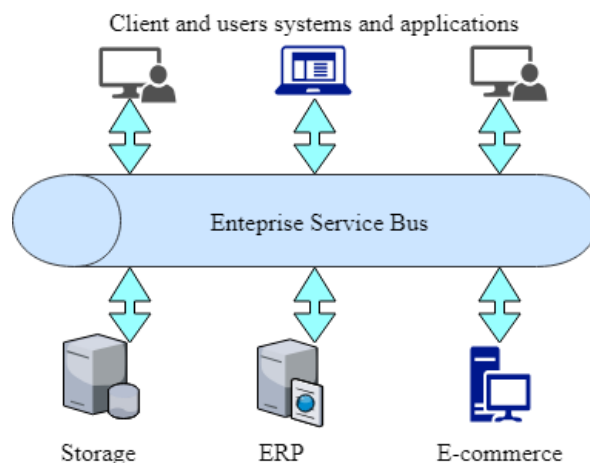 Client and users systems and applications
Enteprise Service Bus
Storage
ERP
E-commerce